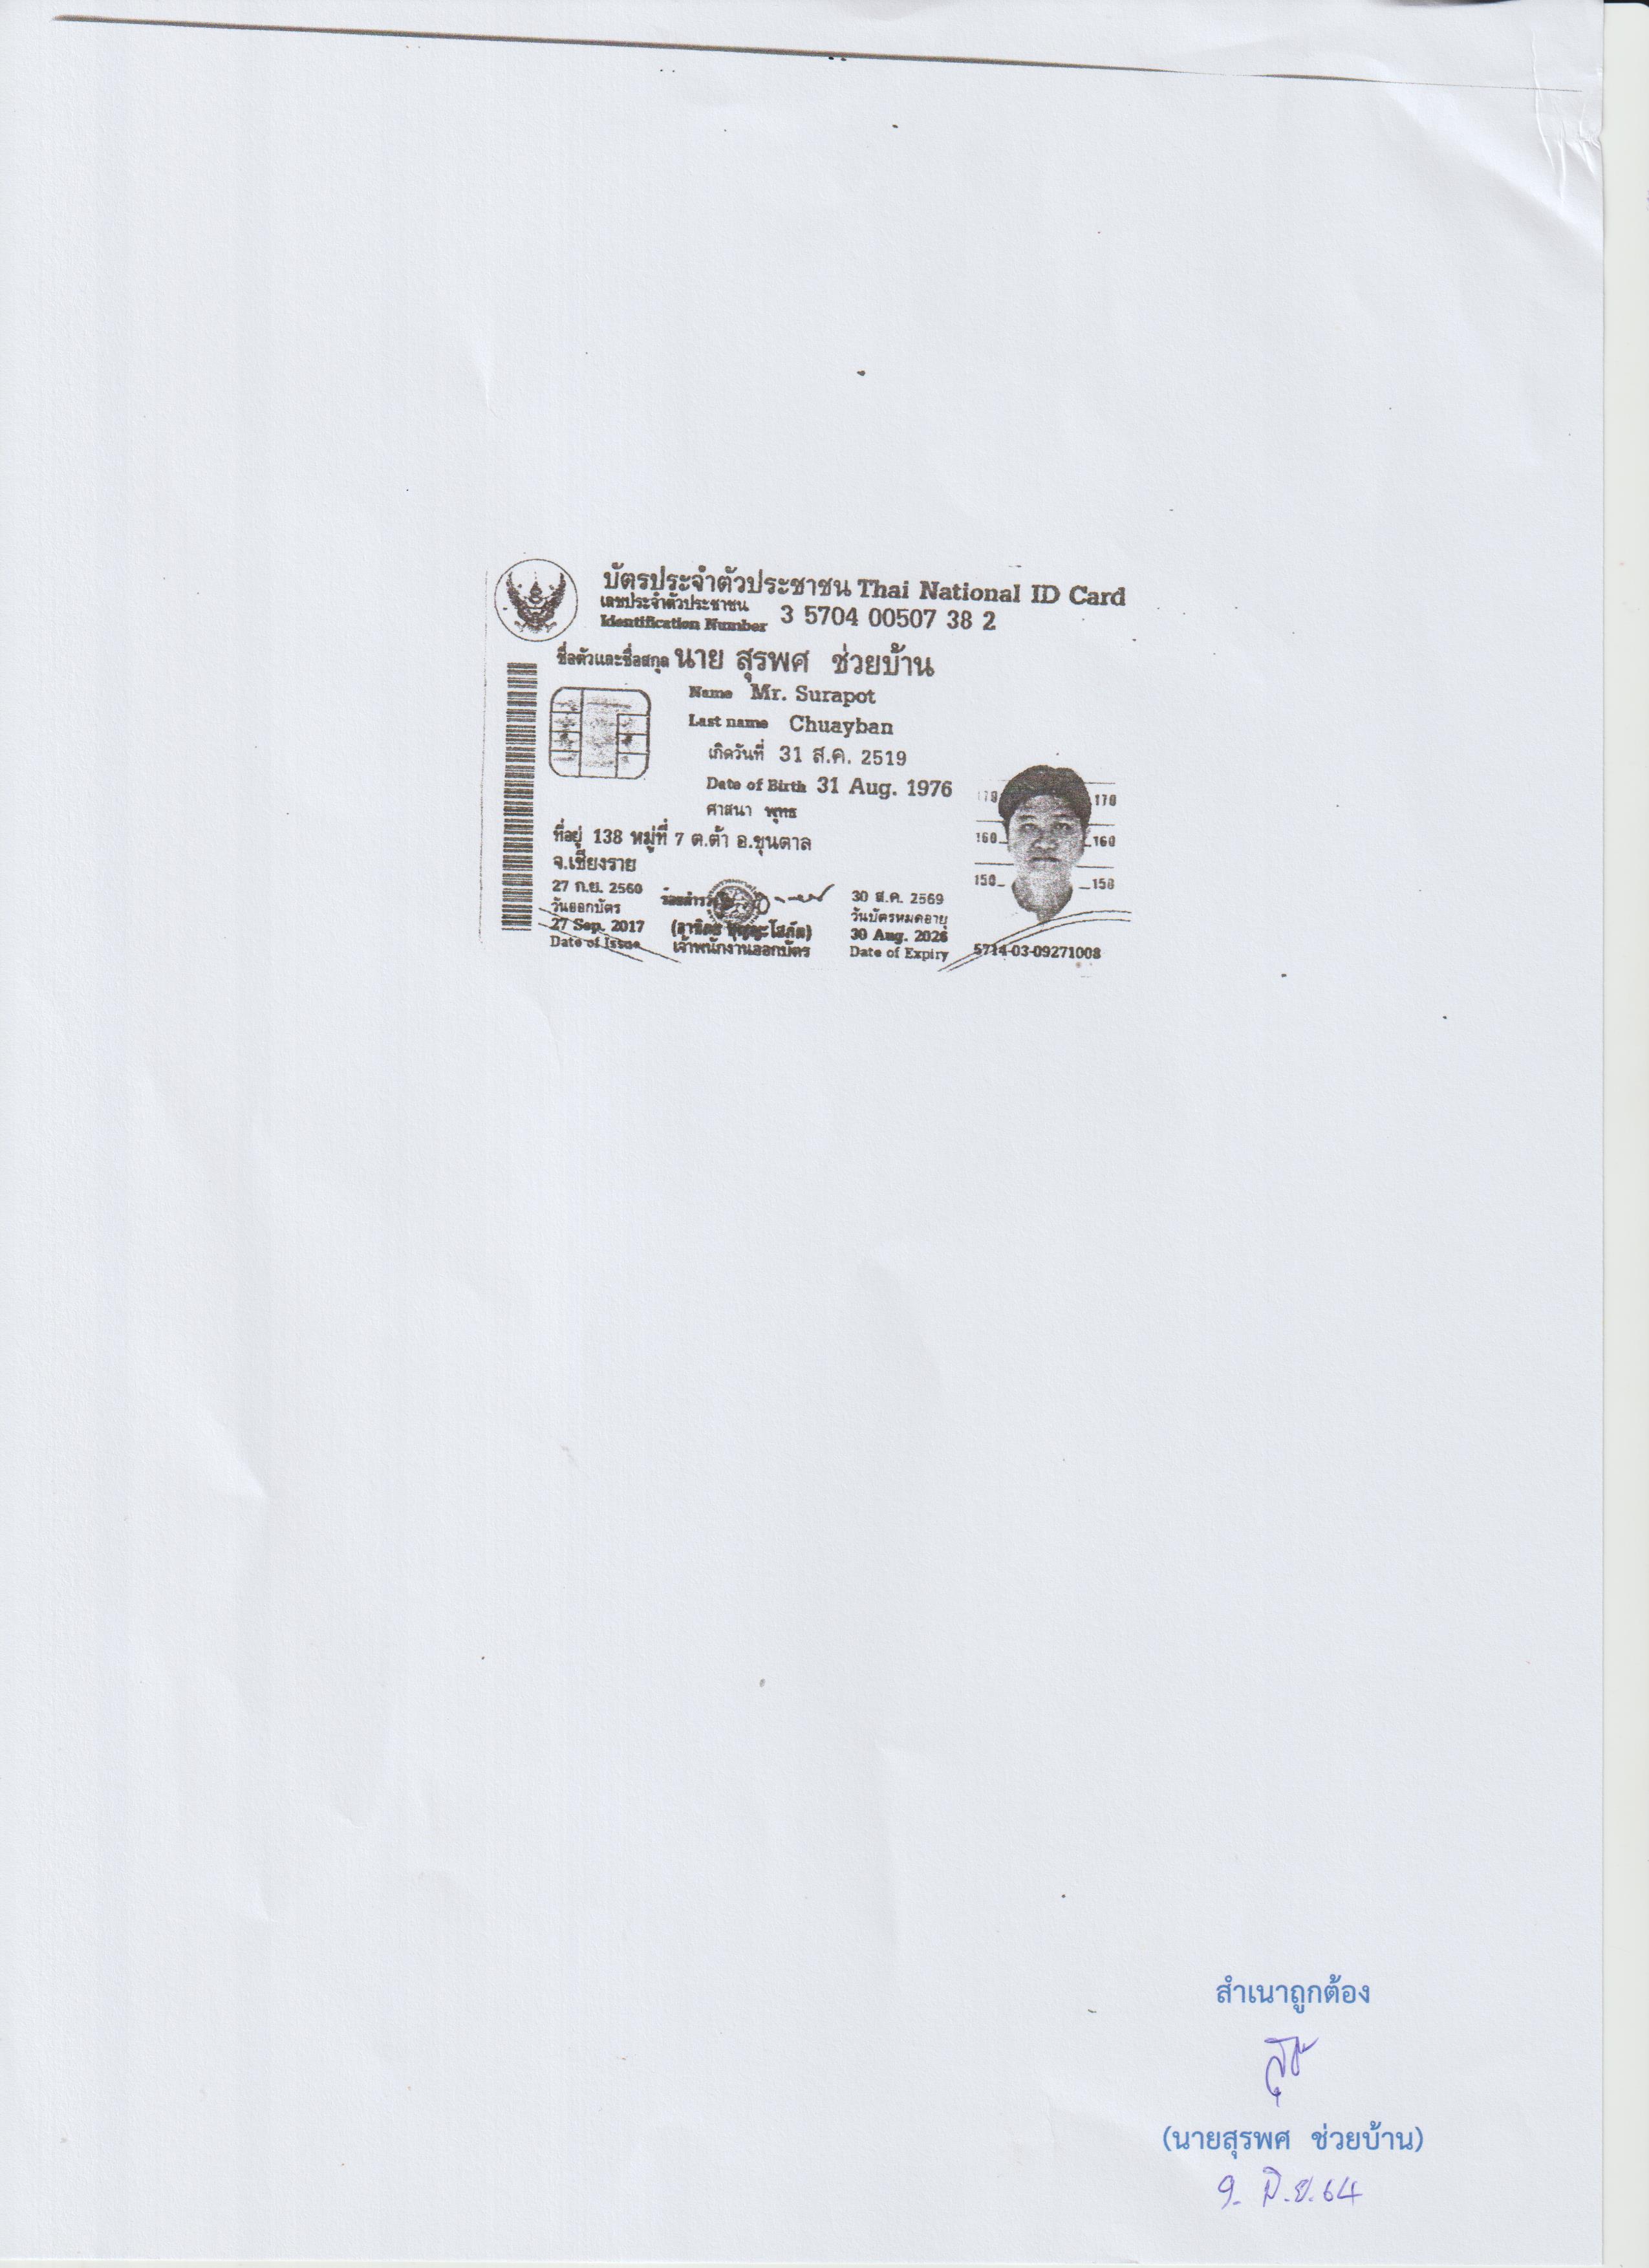 บัตรประจำตัวประชาชน Thai National ID Card
เลขประจำตัวประชาชน
Identification Number 3 5704 00507 38 2
ชื่อตัวและชื่อสกุล นาย สุรพศ ช่วยบ้าน
Name Mr. Surapot
Last name Chuayban
เกิดวันที่ 31 ส.ค. 2519
Date of Birth 31 Aug. 1976
ศาสนา พุทธ
ที่อยู่ 138 หมู่ที่ 7 ต.ต้า อ.ขุนตาล
จ.เชียงราย
27 ก.ย. 2560
วันออกบัตร
27 Sep. 2017
Date of Issue
เจ้าพนักงานออกบัตร
30 ส.ค. 2569
วันบัตรหมดอายุ
30 Aug. 2026
Date of Expiry
170 170
160 160
150 150
5714-03-09271008
สำเนาถูกต้อง
(นายสุรพศ ช่วยบ้าน)
9. มิ.ย. 64